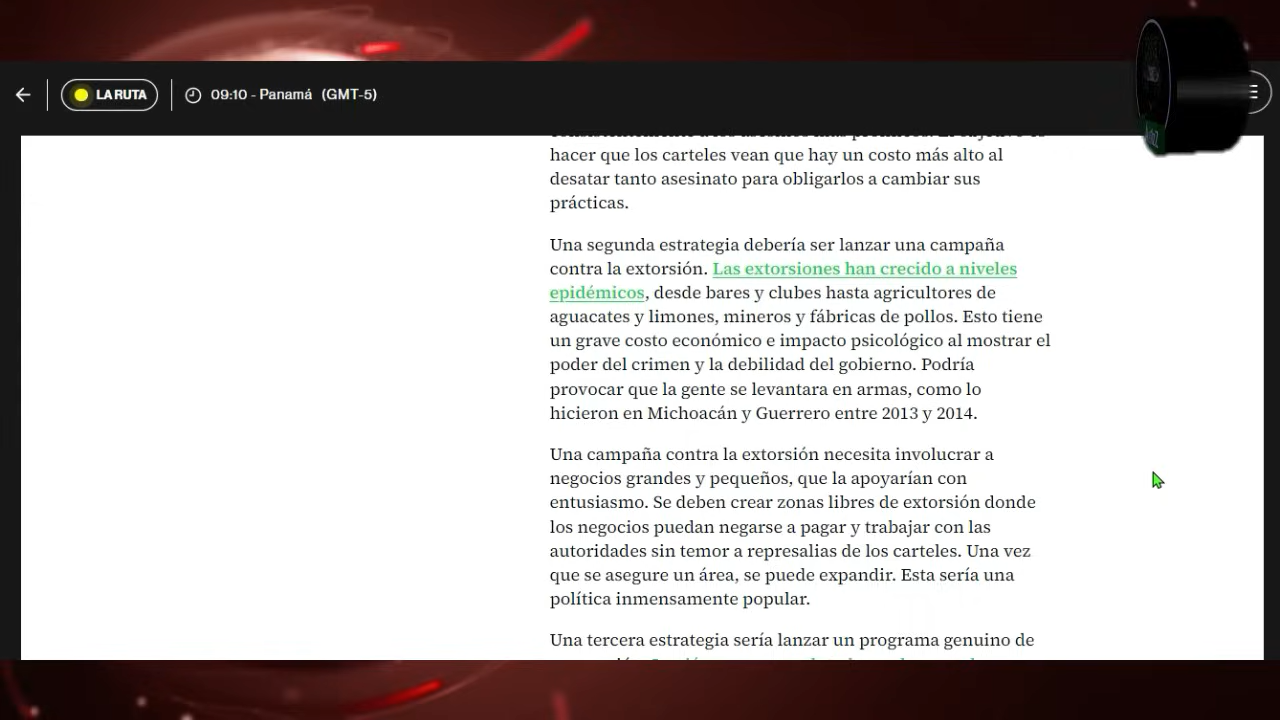 LA RUTA
09:10 - Panamá (GMT-5)
hacer que los carteles vean que hay un costo más alto al
desatar tanto asesinato para obligarlos a cambiar sus
prácticas.
Una segunda estrategia debería ser lanzar una campaña
contra la extorsión. Las extorsiones han crecido a niveles
epidémicos, desde bares y clubes hasta agricultores de
aguacates y limones, mineros y fábricas de pollos. Esto tiene
un grave costo económico e impacto psicológico al mostrar el
poder del crimen y la debilidad del gobierno. Podría
provocar que la gente se levantara en armas, como lo
hicieron en Michoacán y Guerrero entre 2013 y 2014.
Una campaña contra la extorsión necesita involucrar a
negocios grandes y pequeños, que la apoyarían con
entusiasmo. Se deben crear zonas libres de extorsión donde
los negocios puedan negarse a pagar y trabajar con las
autoridades sin temor a represalias de los carteles. Una vez
que se asegure un área, se puede expandir. Esta sería una
política inmensamente popular.
Una tercera estrategia sería lanzar un programa genuino de